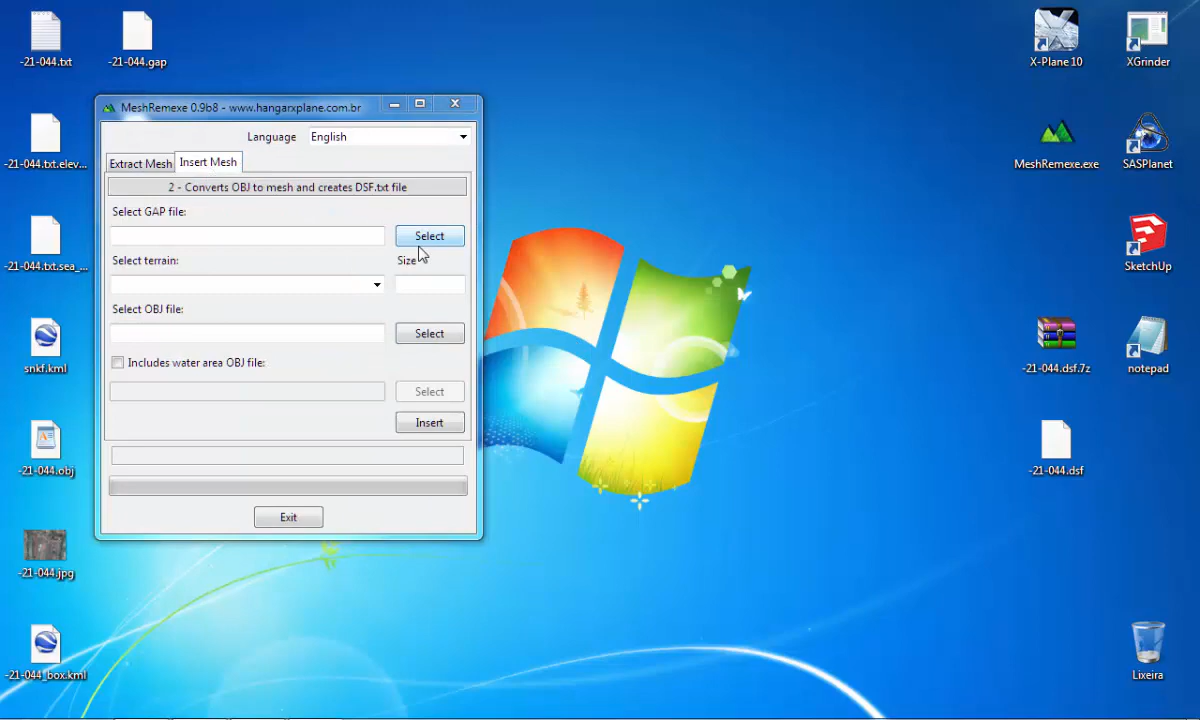 -21-044.txt
-21-044.gap
X-Plane 10
XGrinder
MeshRemexe 0.9b8 - www.hangarxplane.com.br
Language
English
Extract Mesh
Insert Mesh
2 - Converts OBJ to mesh and creates DSF.txt file
Select GAP file:
Select
Select terrain:
Size
Select OBJ file:
Select
Includes water area OBJ file:
Select
Insert
Exit
-21-044.txt.elev...
-21-044.txt.sea_...
snkf.kml
-21-044.obj
-21-044.jpg
-21-044_box.kml
MeshRemexe.exe
SASPlanet
SketchUp
-21-044.dsf.7z
notepad
-21-044.dsf
Lixeira